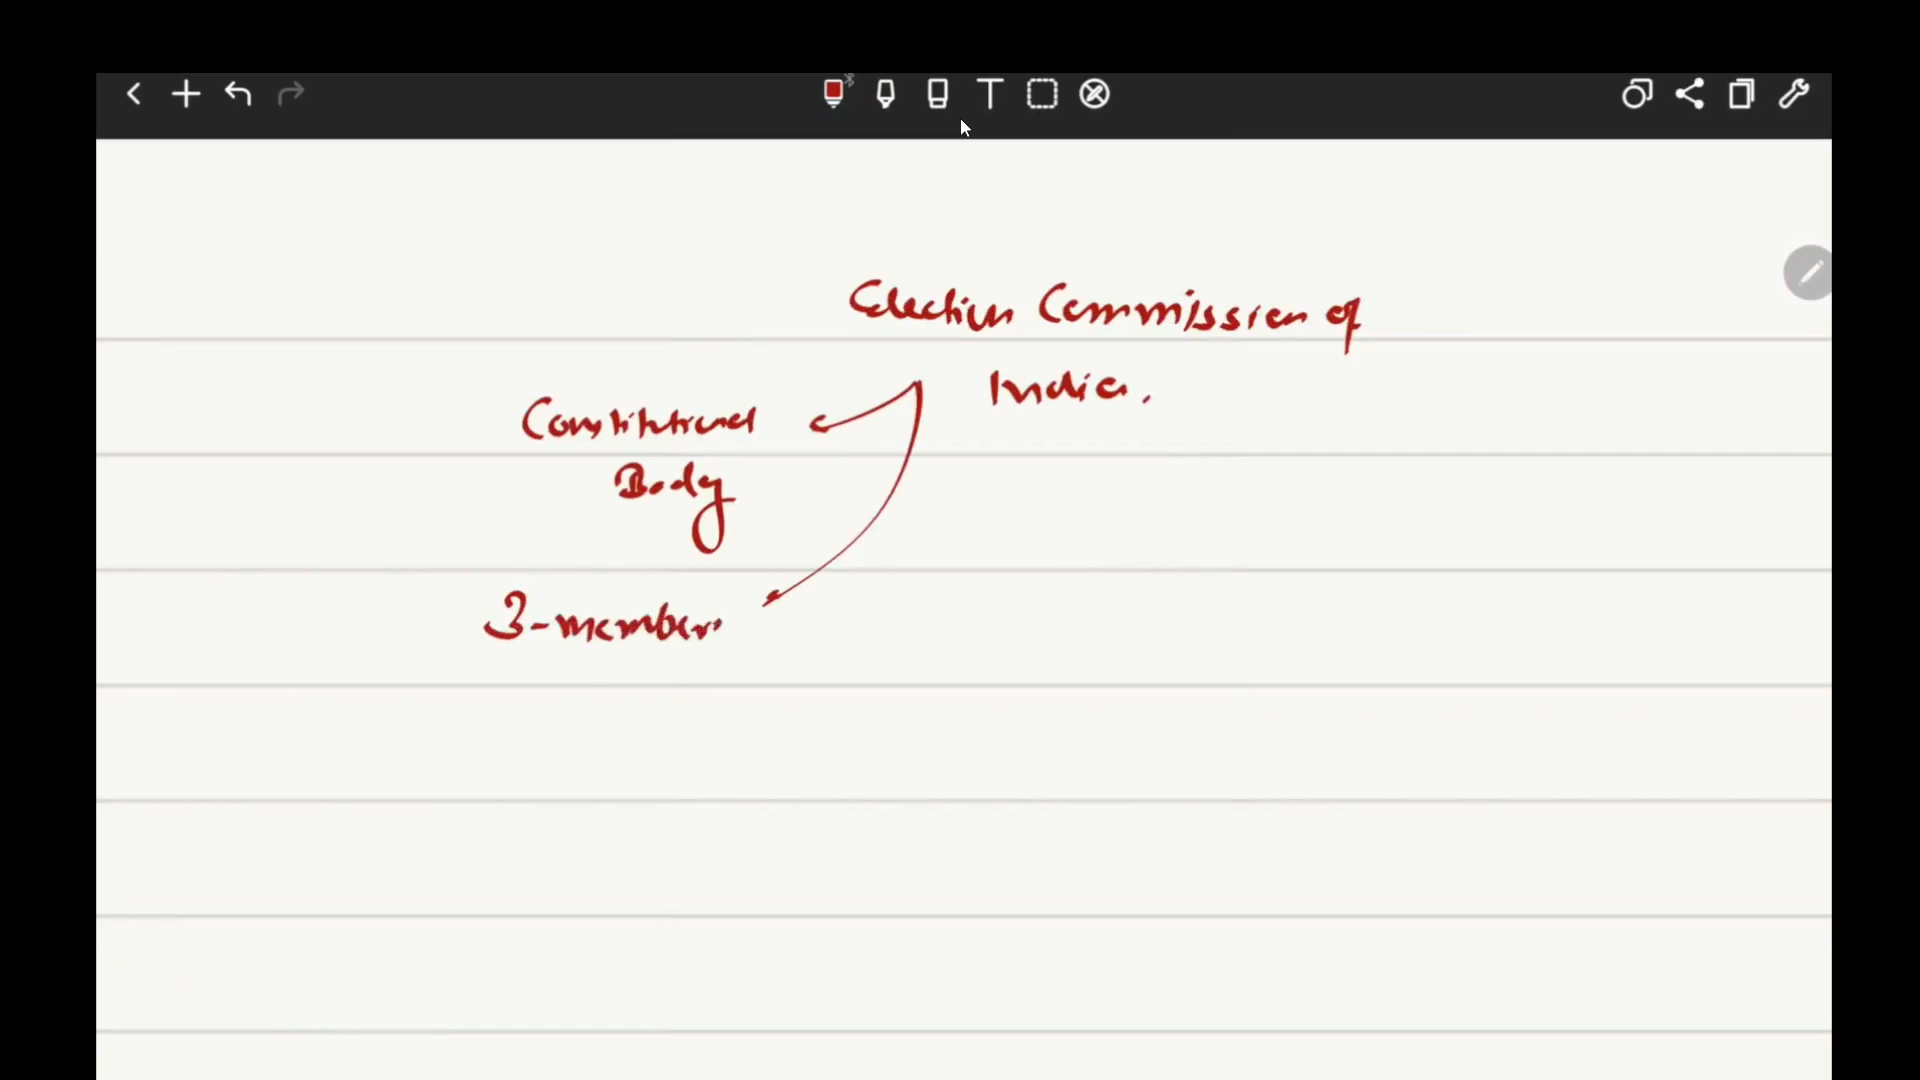 Election Commission of
India.
Constitutional
Body
3-member